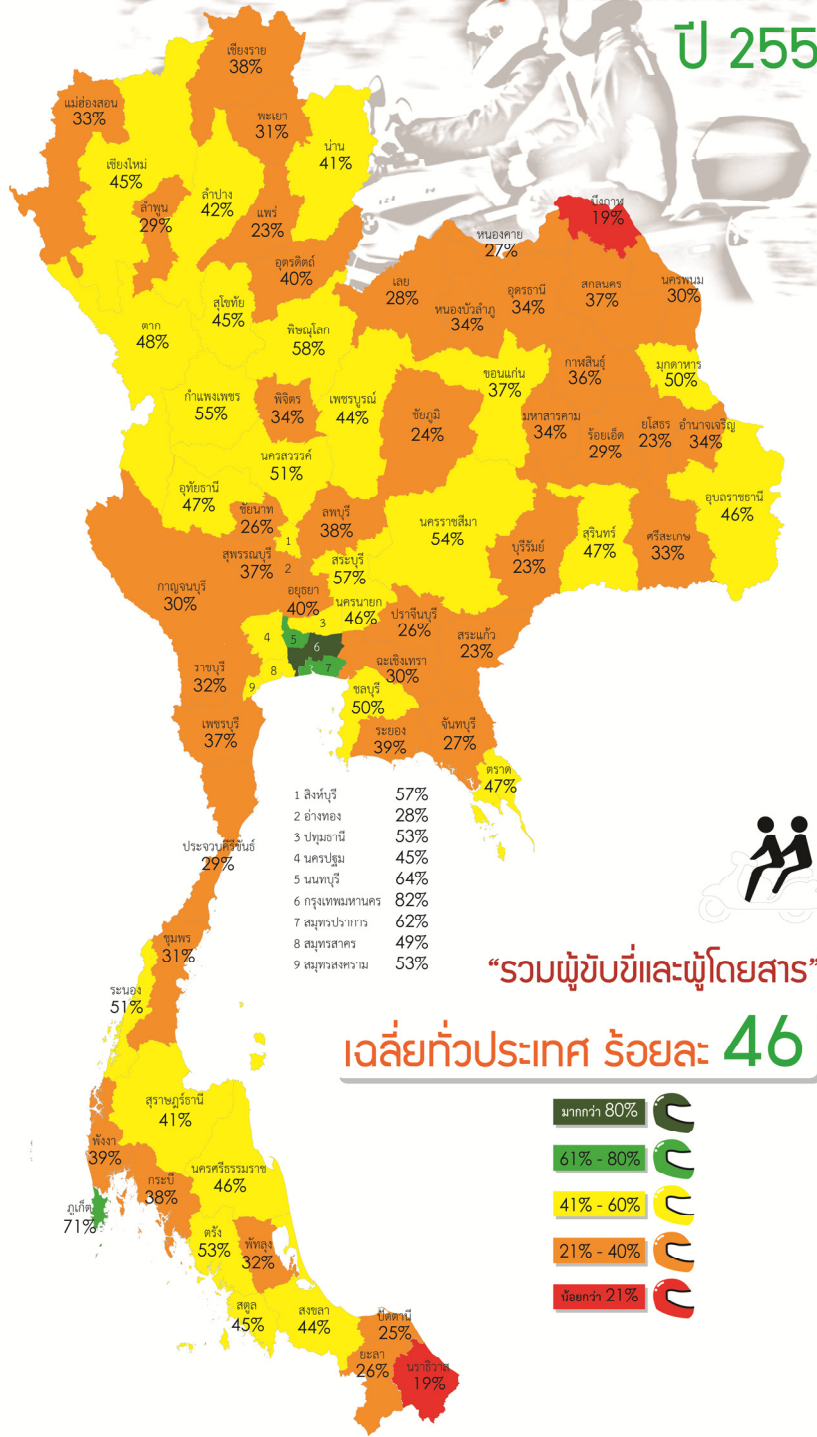 ปี 255
เชียงราย
38%
แม่ฮ่องสอน
33%
พะเยา
31%
น่าน
41%
เชียงใหม่
45%
ลำปาง
42%
ลำพูน
29%
แพร่
23%
บึงกาฬ
19%
หนองคาย
27%
อุตรดิตถ์
40%
เลย
28%
อุดรธานี
34%
สกลนคร
37%
นครพนม
30%
หนองบัวลำภู
34%
สุโขทัย
45%
ตาก
48%
พิษณุโลก
58%
ขอนแก่น
37%
กาฬสินธุ์
36%
มุกดาหาร
50%
กำแพงเพชร
55%
พิจิตร
34%
เพชรบูรณ์
44%
ชัยภูมิ
24%
มหาสารคาม
34%
ร้อยเอ็ด
29%
ยโสธร
23%
อำนาจเจริญ
34%
นครสวรรค์
51%
อุทัยธานี
47%
อุบลราชธานี
46%
ชัยนาท
26%
ลพบุรี
38%
นครราชสีมา
54%
บุรีรัมย์
23%
สุรินทร์
47%
ศรีสะเกษ
33%
1
สุพรรณบุรี
37%
2
สระบุรี
57%
กาญจนบุรี
30%
อยุธยา
40%
นครนายก
46%
ปราจีนบุรี
26%
สระแก้ว
23%
3
4
5
6
7
8
9
ฉะเชิงเทรา
30%
ราชบุรี
32%
ชลบุรี
50%
เพชรบุรี
37%
ระยอง
39%
จันทบุรี
27%
ตราด
47%
1 สิงห์บุรี 57%
2 อ่างทอง 28%
3 ปทุมธานี 53%
4 นครปฐม 45%
5 นนทบุรี 64%
6 กรุงเทพมหานคร 82%
7 สมุทรปราการ 62%
8 สมุทรสาคร 49%
9 สมุทรสงคราม 53%
ประจวบคีรีขันธ์
29%
ชุมพร
31%
ระนอง
51%
“รวมผู้ขับขี่และผู้โดยสาร”
เฉลี่ยทั่วประเทศ ร้อยละ 46
สุราษฎร์ธานี
41%
พังงา
39%
กระบี่
38%
นครศรีธรรมราช
46%
ภูเก็ต
71%
ตรัง
53%
พัทลุง
32%
สตูล
45%
สงขลา
44%
ปัตตานี
25%
ยะลา
26%
นราธิวาส
19%
มากกว่า 80%
61% - 80%
41% - 60%
21% - 40%
น้อยกว่า 21%